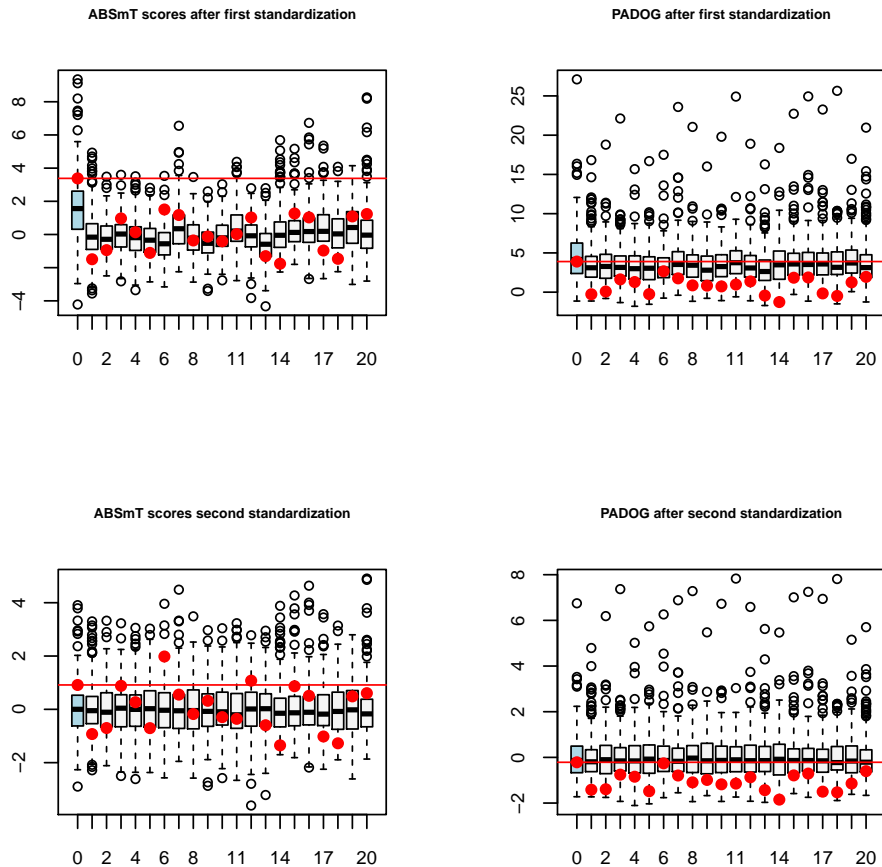 ABSmT scores after first standardization
PADOG after first standardization
8
6
4
2
0
−4
0 2 4 6 8 11 14 17 20
25
20
15
10
5
0
0 2 4 6 8 11 14 17 20
ABSmT scores second standardization
PADOG after second standardization
4
2
0
−2
0 2 4 6 8 11 14 17 20
8
6
4
2
0
−2
0 2 4 6 8 11 14 17 20